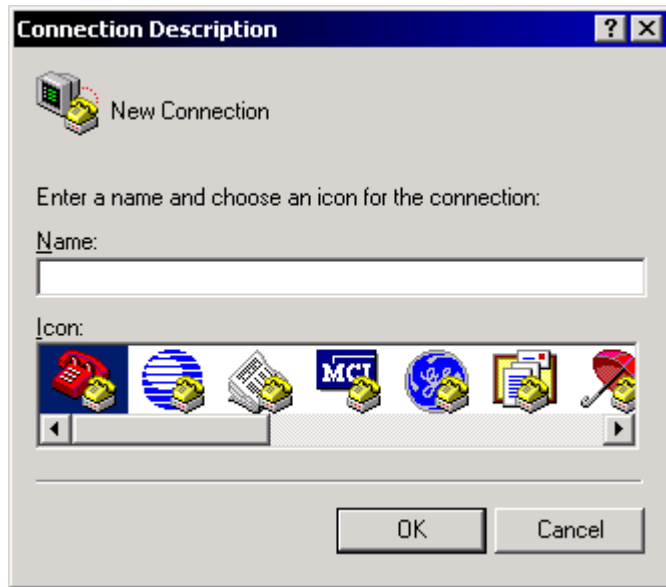 Connection Description
New Connection
Enter a name and choose an icon for the connection:
Name:
Icon:
MCI
OK
Cancel